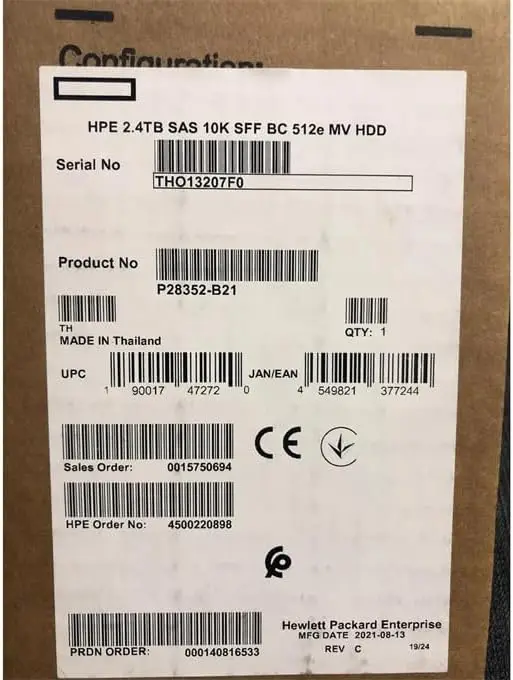 Configuration:
HPE 2.4TB SAS 10K SFF BC 512e MV HDD
Serial No
THO13207F0
Product No
P28352-B21
TH
MADE IN Thailand
QTY: 1
UPC
1 90017 47272 0
JAN/EAN
4 549821 377244
CE
Sales Order: 0015750694
HPE Order No: 4500220898
Hewlett Packard Enterprise
MFG DATE 2021-08-13
PRDN ORDER: 000140816533
REV C
19/24